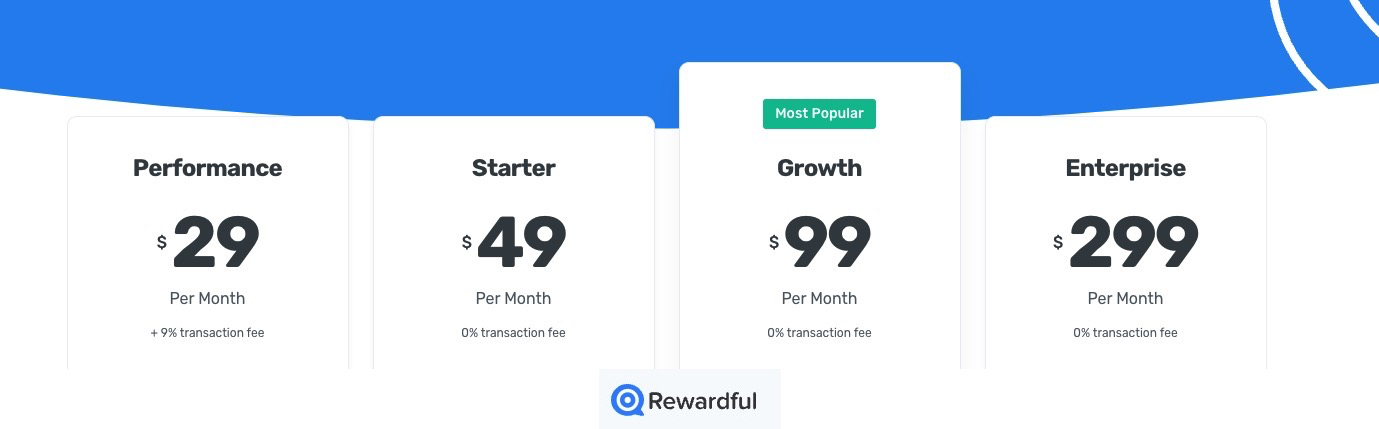 Most Popular
Performance
$ 29
Per Month
+ 9% transaction fee
Starter
$ 49
Per Month
0% transaction fee
Growth
$ 99
Per Month
0% transaction fee
Enterprise
$ 299
Per Month
0% transaction fee
Rewardful